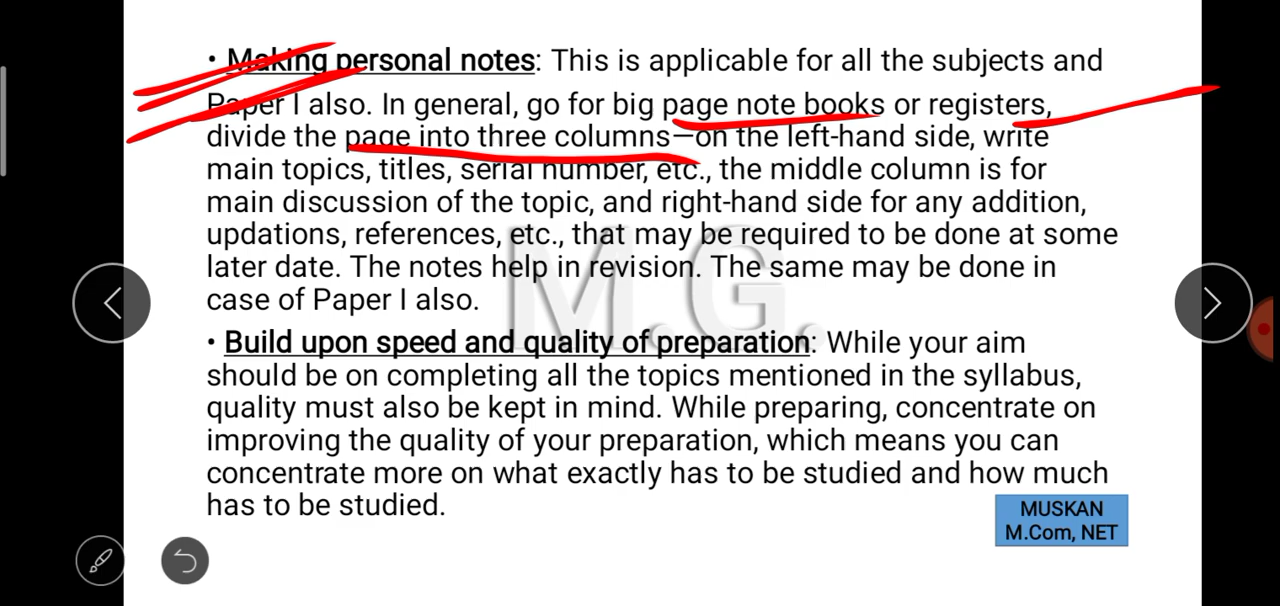 • Making personal notes: This is applicable for all the subjects and
Paper I also. In general, go for big page note books or registers,
divide the page into three columns—on the left-hand side, write
main topics, titles, serial number, etc., the middle column is for
main discussion of the topic, and right-hand side for any addition,
updations, references, etc., that may be required to be done at some
later date. The notes help in revision. The same may be done in
case of Paper I also.
M.G.
• Build upon speed and quality of preparation: While your aim
should be on completing all the topics mentioned in the syllabus,
quality must also be kept in mind. While preparing, concentrate on
improving the quality of your preparation, which means you can
concentrate more on what exactly has to be studied and how much
has to be studied.
MUSKAN
M.Com, NET